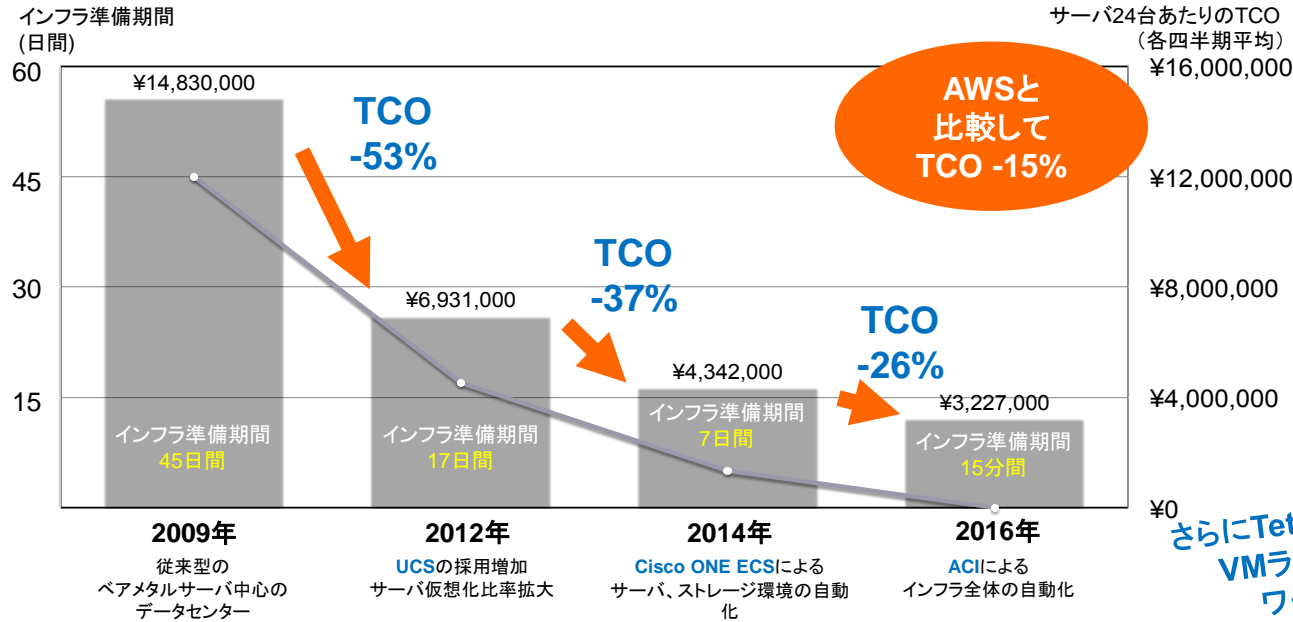 インフラ準備期間
(日間)
サーバ24台あたりのTCO
（各四半期平均）
60
45
30
15
¥16,000,000
¥12,000,000
¥8,000,000
¥4,000,000
¥0
¥14,830,000
TCO
-53%
AWSと
比較して
TCO -15%
¥6,931,000
TCO
-37%
¥4,342,000
TCO
-26%
¥3,227,000
インフラ準備期間
45日間
インフラ準備期間
17日間
インフラ準備期間
7日間
インフラ準備期間
15分間
2009年
従来型の
ベアメタルサーバ中心の
データセンター
2012年
UCSの採用増加
サーバ仮想化比率拡大
2014年
Cisco ONE ECSによる
サーバ、ストレージ環境の自動
化
2016年
ACIによる
インフラ全体の自動化
さらにTet
VMラ
ワ